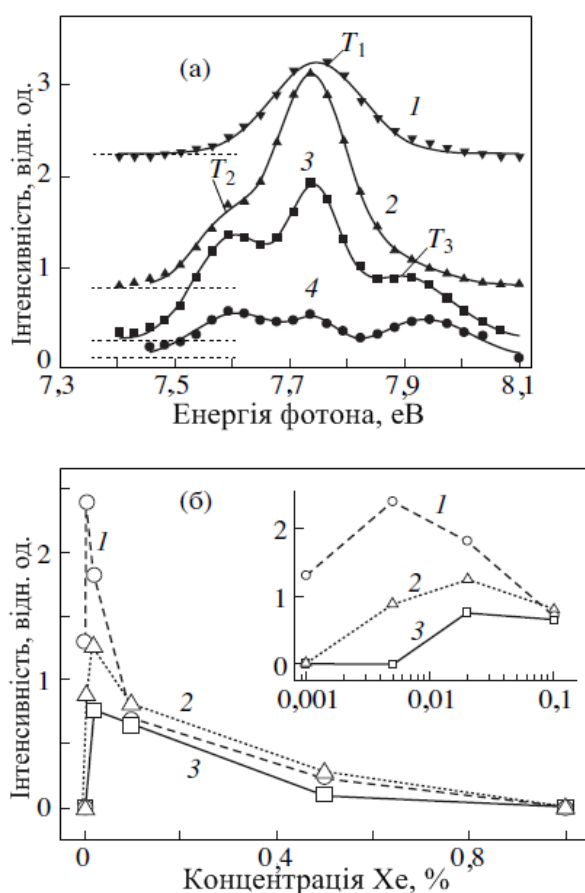 (а)
T1
1
T2
3
2
T3
4
3
2
1
0
Інтенсивність, відн. од.
7,3 7,5 7,7 7,9 8,1
Енергія фотона, еВ
(б)
1
2
3
2
1
0
Інтенсивність, відн. од.
2
1
0
1
2
3
0,001 0,01 0,1
0 0,4 0,8
Концентрація Xe, %